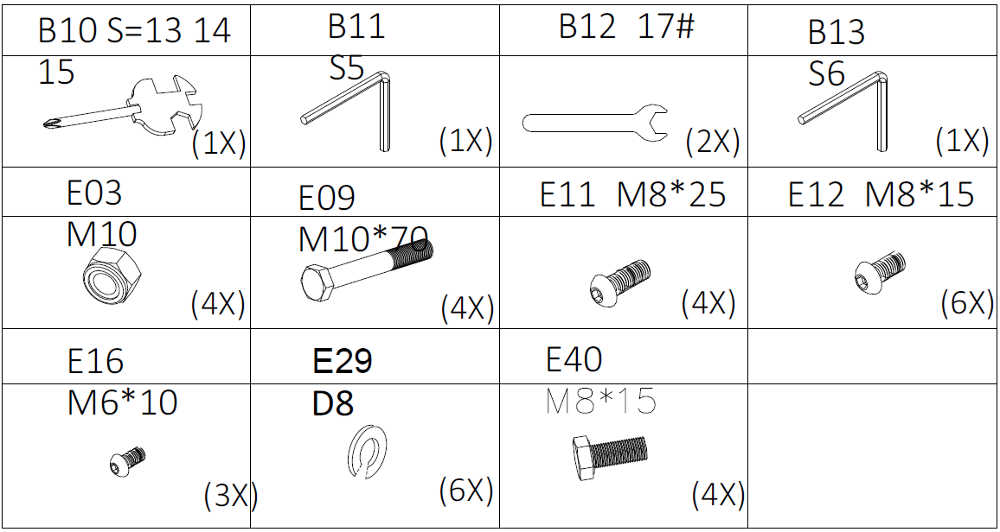 B10 S=13 14
15
(1X)
B11
S5
(1X)
B12 17#
(2X)
B13
S6
(1X)
E03
M10
(4X)
E09
M10*70
(4X)
E11 M8*25
(4X)
E12 M8*15
(6X)
E16
M6*10
(3X)
E29
D8
(6X)
E40
M8*15
(4X)